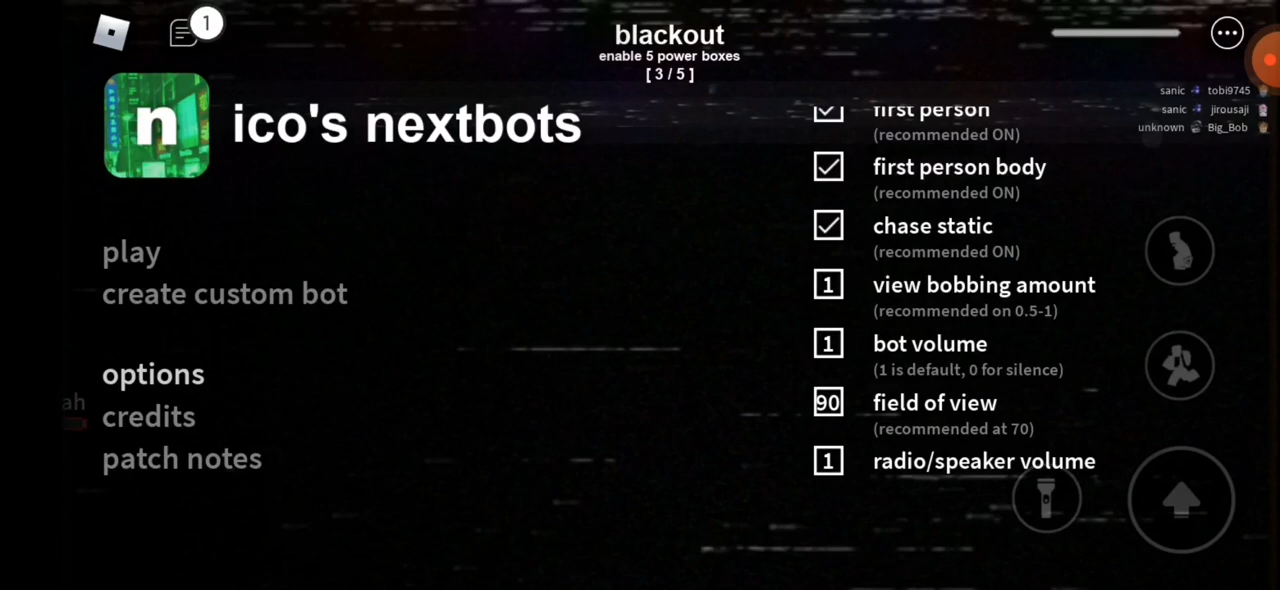 1
blackout
enable 5 power boxes
[ 3 / 5 ]
sanic tobi9745
sanic jirousaji
unknown Big_Bob
n
ico's nextbots
first person
(recommended ON)
first person body
(recommended ON)
chase static
(recommended ON)
1 view bobbing amount
(recommended on 0.5-1)
1 bot volume
(1 is default, 0 for silence)
90 field of view
(recommended at 70)
1 radio/speaker volume
play
create custom bot
options
ah
credits
patch notes